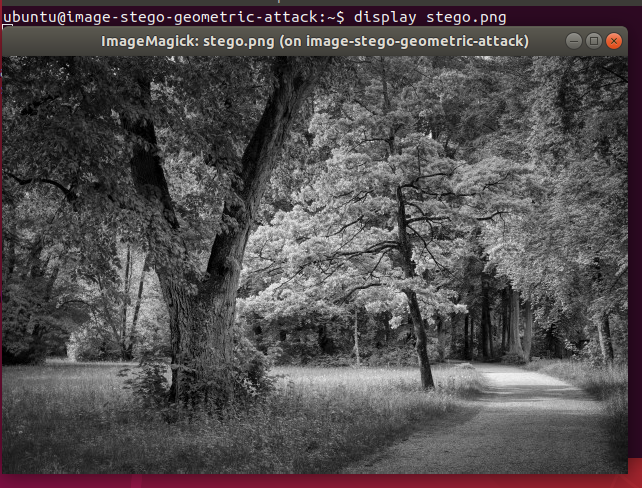 ubuntu@image-stego-geometric-attack:~$ display stego.png
ImageMagick: stego.png (on image-stego-geometric-attack)